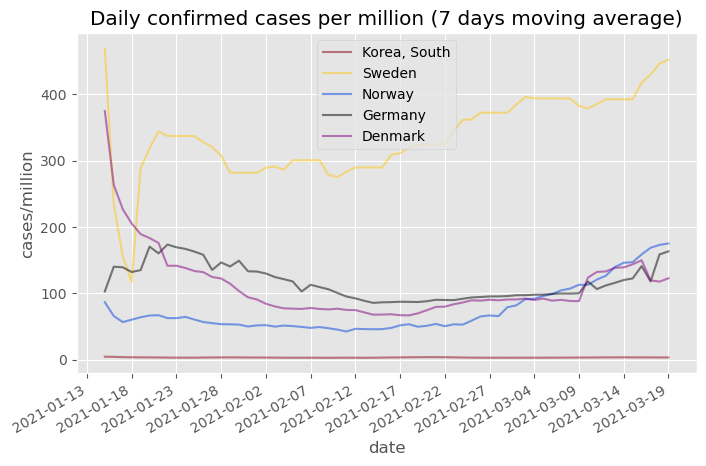 Daily confirmed cases per million (7 days moving average)
Korea, South
Sweden
Norway
Germany
Denmark
cases/million
400
300
200
100
0
2021-01-13
2021-01-18
2021-01-23
2021-01-28
2021-02-02
2021-02-07
2021-02-12
2021-02-17
2021-02-22
2021-02-27
2021-03-04
2021-03-09
2021-03-14
2021-03-19
date